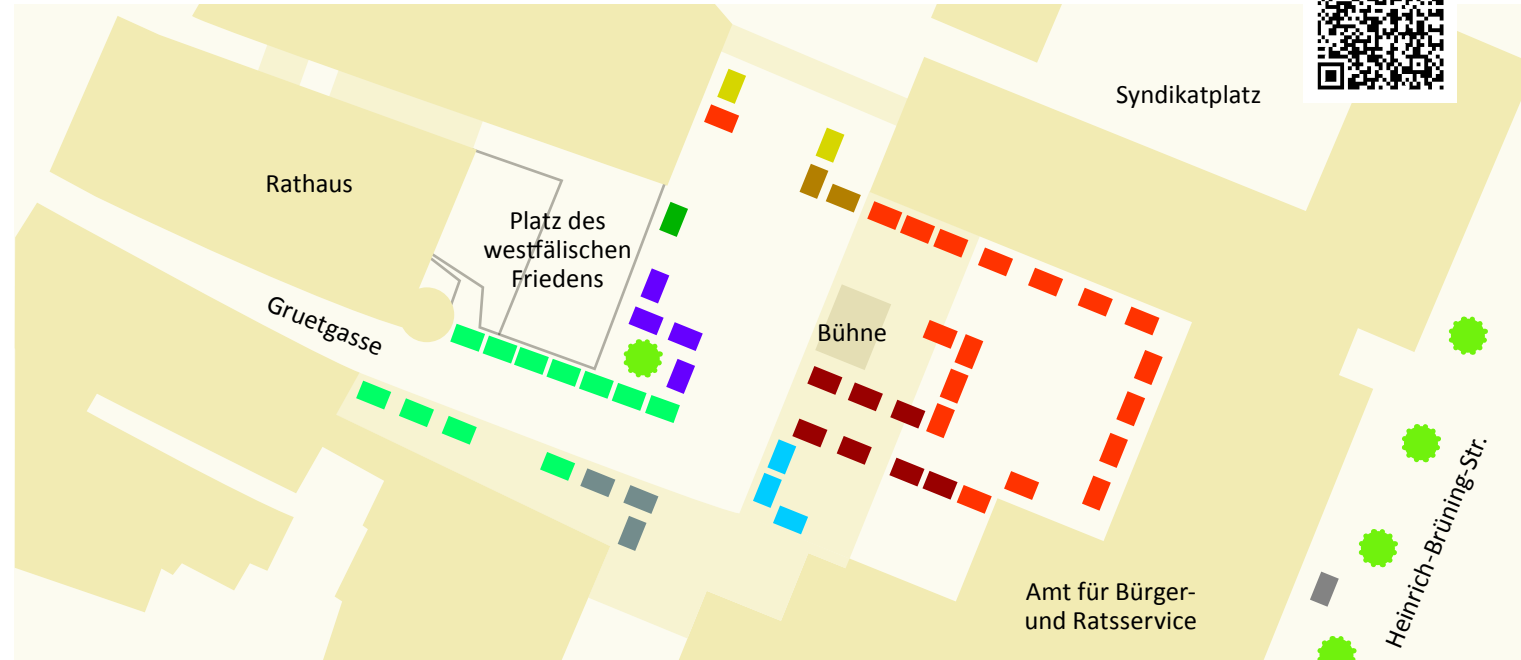 Syndikatplatz
Rathaus
Platz des
westfälischen
Friedens
Gruetgasse
Bühne
Amt für Bürger-
und Ratsservice
Heinrich-Brüning-Str.